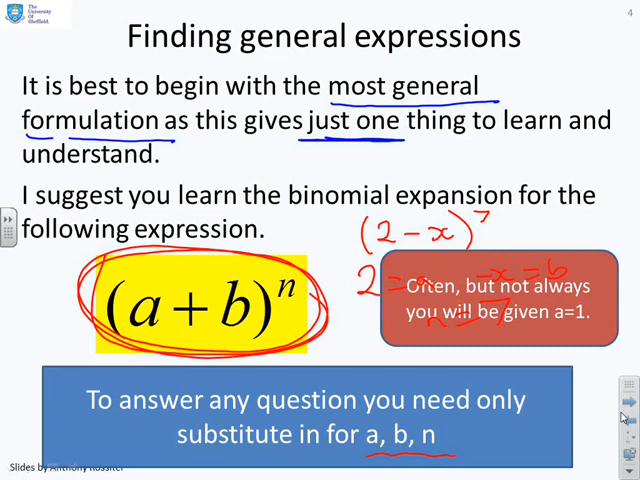 The
University
Of
Sheffield.
4
Finding general expressions
It is best to begin with the most general
formulation as this gives just one thing to learn and
understand.
I suggest you learn the binomial expansion for the
following expression.
(2 - x)^7
(a + b)^n
2 = a -x = b
Often, but not always
n = 7
you will be given a=1.
To answer any question you need only
substitute in for a, b, n
Slides by Anthony Rossiter